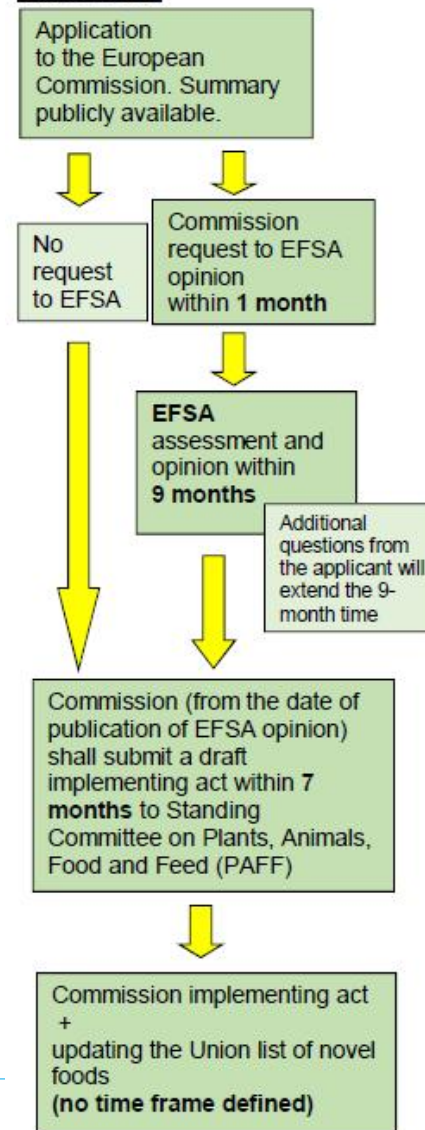 Application
to the European
Commission. Summary
publicly available.
No
request
to EFSA
Commission
request to EFSA
opinion
within 1 month
EFSA
assessment and
opinion within
9 months
Additional
questions from
the applicant will
extend the 9-
month time
Commission (from the date of
publication of EFSA opinion)
shall submit a draft
implementing act within 7
months to Standing
Committee on Plants, Animals,
Food and Feed (PAFF)
Commission implementing act
+
updating the Union list of novel
foods
(no time frame defined)